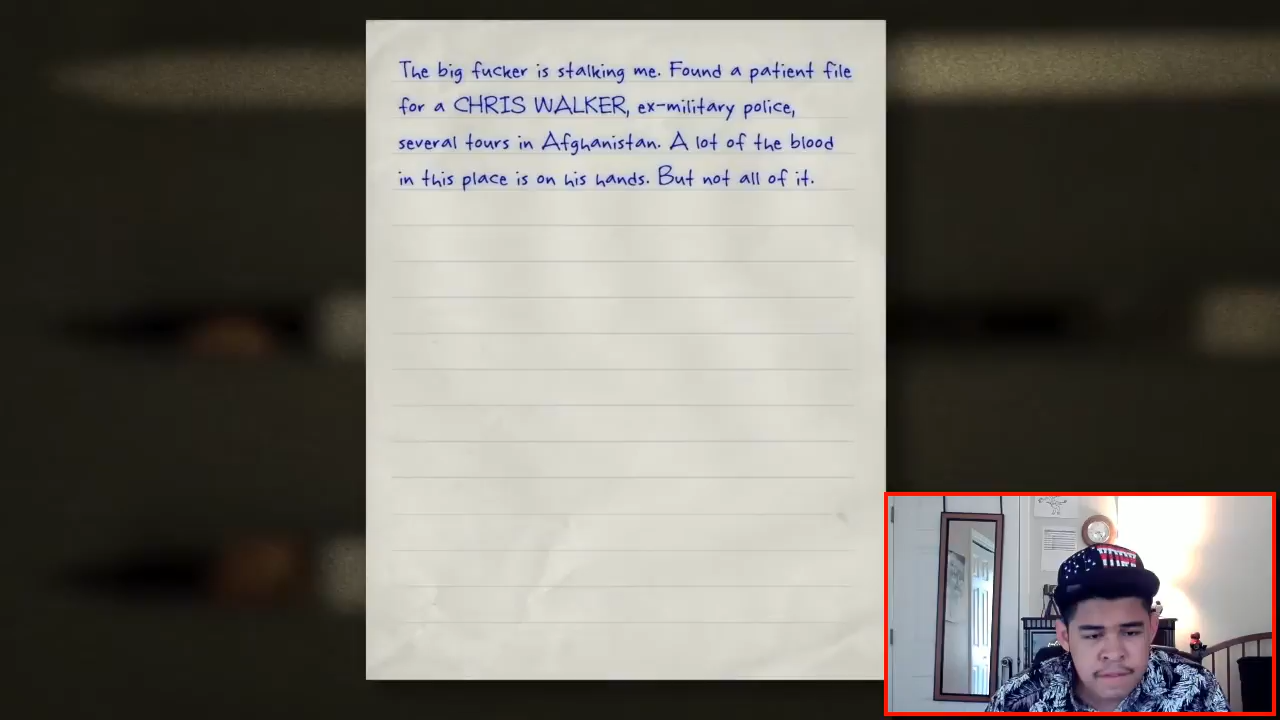 The big fucker is stalking me. Found a patient file
for a CHRIS WALKER, ex-military police,
several tours in Afghanistan. A lot of the blood
in this place is on his hands. But not all of it.